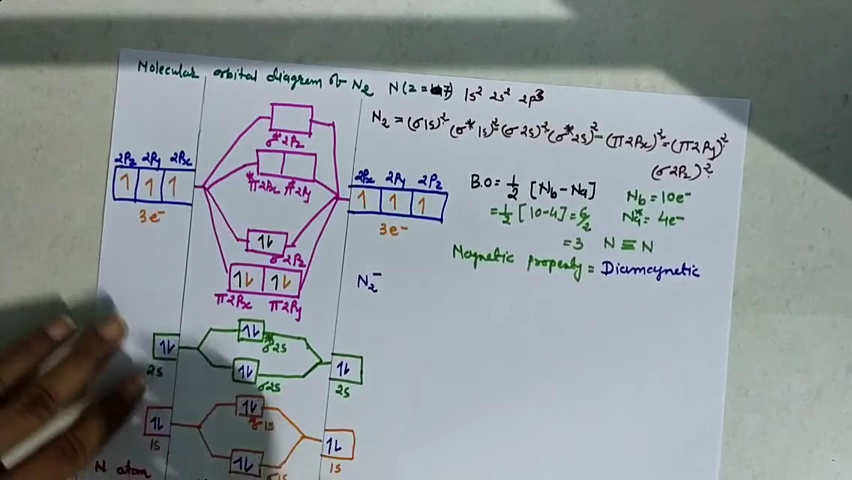 Molecular orbital diagram of N2 N(Z=7) 1s² 2s² 2p³
N2 = (σ1s)² (σ*1s)² (σ2s)² (σ*2s)² (π2Px)² = (π2Py)²
(σ2Pz)²
B.O = 1/2 [Nb - Na]
Nb = 10e⁻
= 1/2 [10-4] = 6/2
Na* = 4e⁻
= 3 N ≡ N
Magnetic property = Diamagnetic
σ*2Pz
2Pz 2Py 2Px
1 1 1
3e⁻
π*2Px π*2Py
2Px 2Py 2Pz
1 1 1
3e⁻
1L
σ2Pz
1L 1L
π2Px π2Py
N2⁻
1L
σ*2s
1L
2s
1L
σ2s
1L
2s
1L
σ*1s
1L
1s
1L
σ1s
1L
1s
N atom